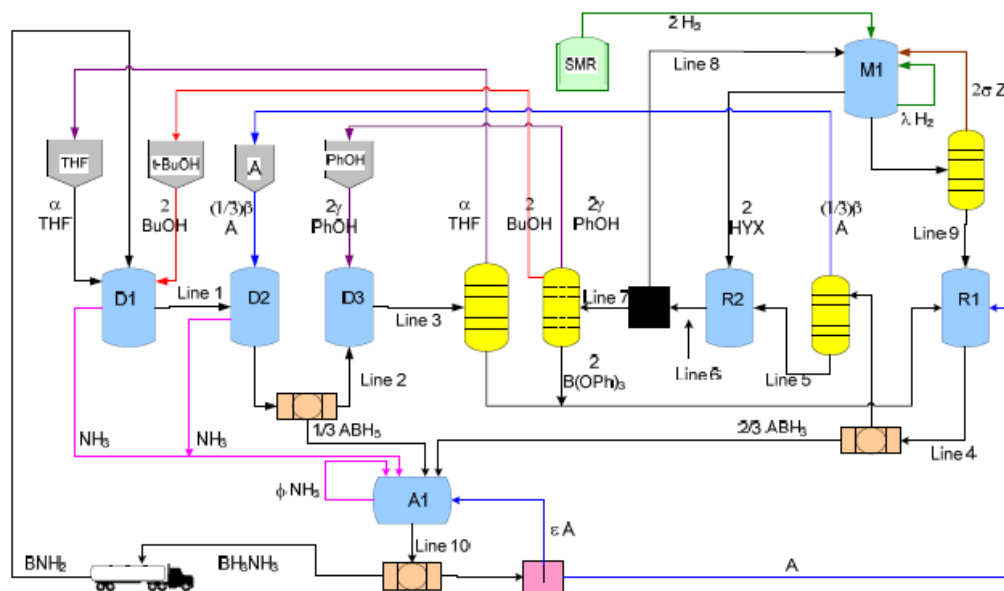 2 H₂
SMR
Line 8
M1
λ H₂
2σ Z
THF
t-BuOH
A
PhOH
α
THF
2
BuOH
(1/3)β
A
2γ
PhOH
α
THF
2
BuOH
2γ
PhOH
2
HYX
(1/3)β
A
Line 9
D1
Line 1
D2
D3
Line 3
Line 7
R2
R1
Line 2
2
B(OPh)₃
Line 6
Line 5
1/3 ABH₅
2/3 ABH₅
Line 4
NH₃
NH₃
ϕ NH₃
A1
ε A
Line 10
BNH₂
BH₃NH₃
A